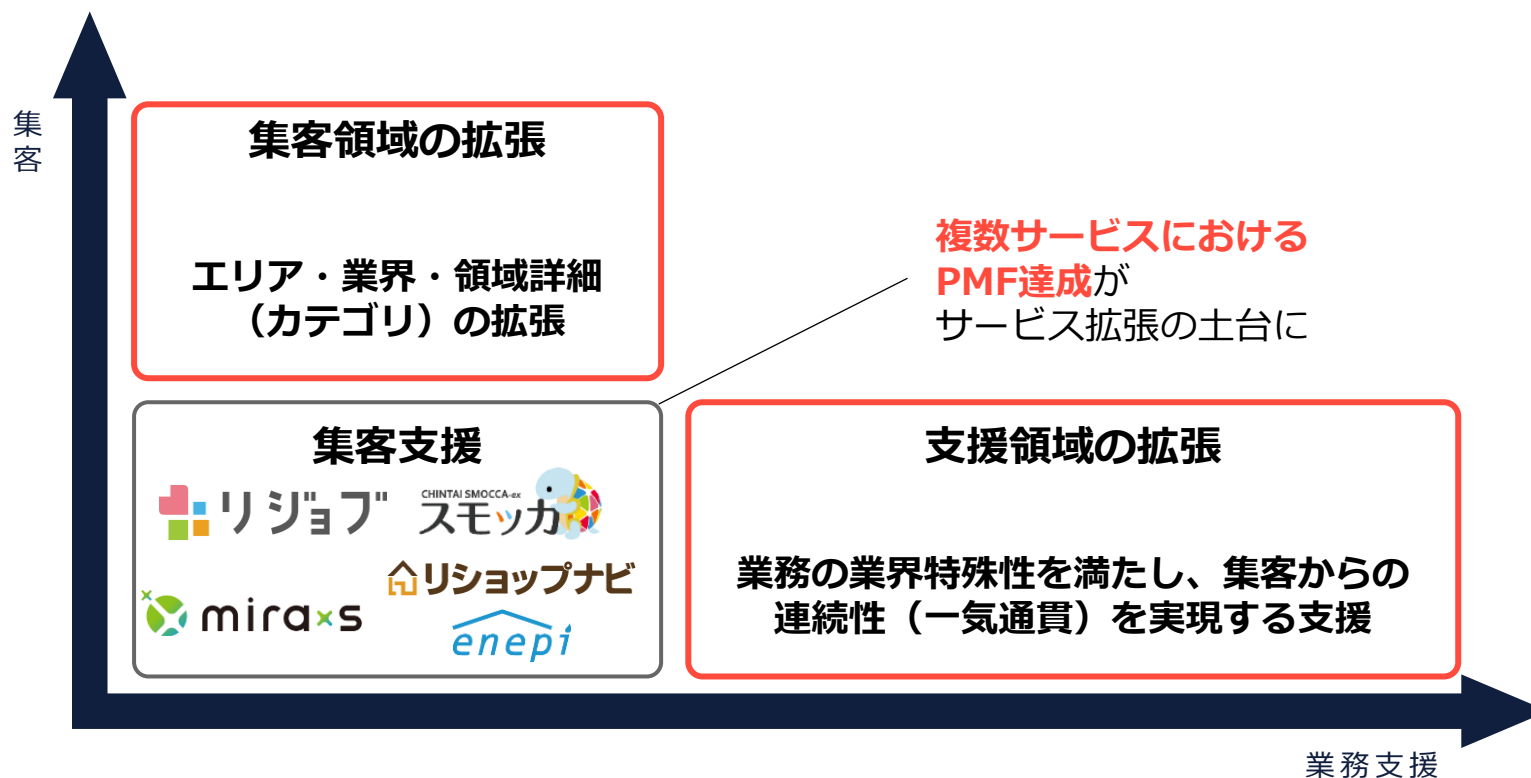 集客
集客領域の拡張
エリア・業界・領域詳細
（カテゴリ）の拡張
複数サービスにおける
PMF達成が
サービス拡張の土台に
集客支援
リジョブ
CHINTAI SMOCCA-ex
スモッカ
リショップナビ
miraxs
enepi
支援領域の拡張
業務の業界特殊性を満たし、集客からの
連続性（一気通貫）を実現する支援
業務支援